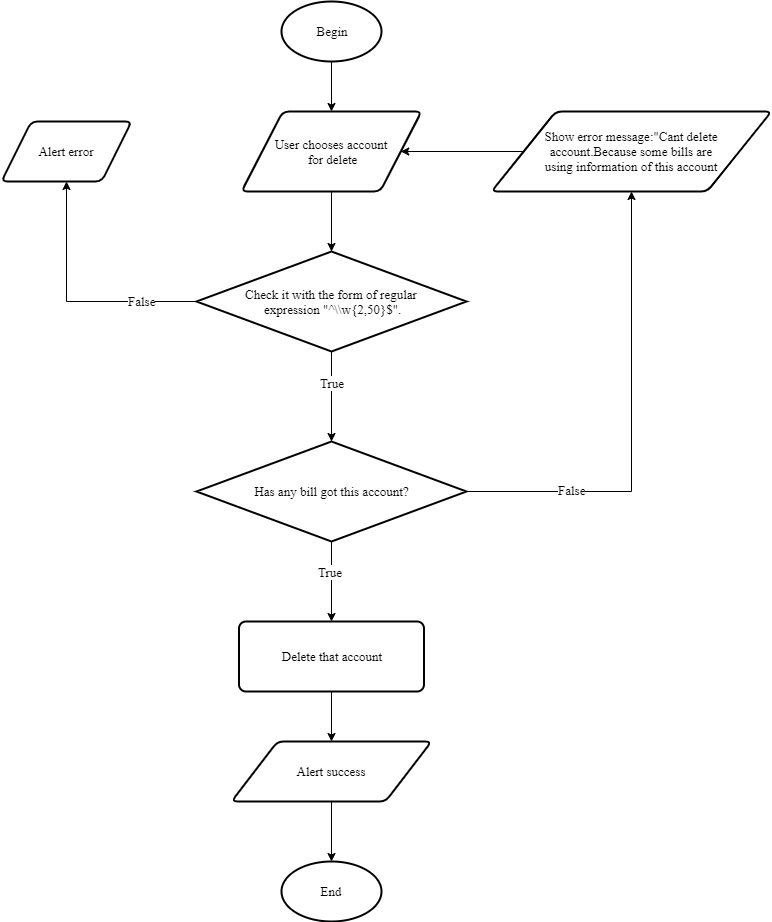 Begin
Alert error
User chooses account
for delete
Show error message:"Cant delete
account.Because some bills are
using information of this account
Check it with the form of regular
expression "^\\w{2,50}$".
False
True
Has any bill got this account?
False
True
Delete that account
Alert success
End